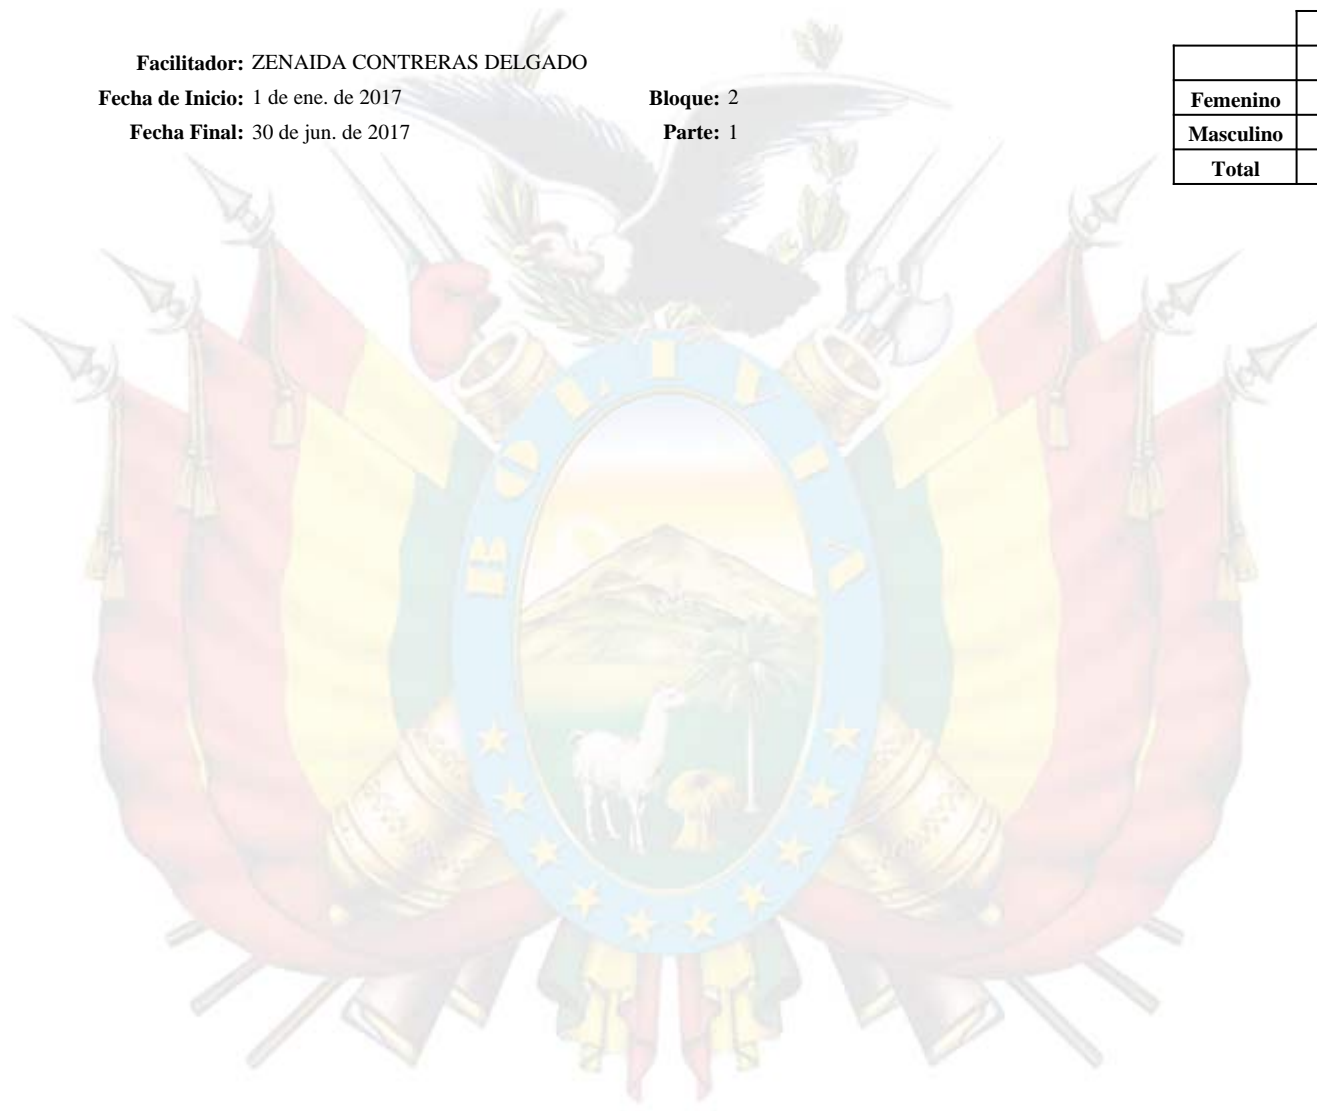 Facilitador: ZENAIDA CONTRERAS DELGADO
Fecha de Inicio: 1 de ene. de 2017 Bloque: 2
Fecha Final: 30 de jun. de 2017 Parte: 1
Femenino
Masculino
Total
BOLIVIA